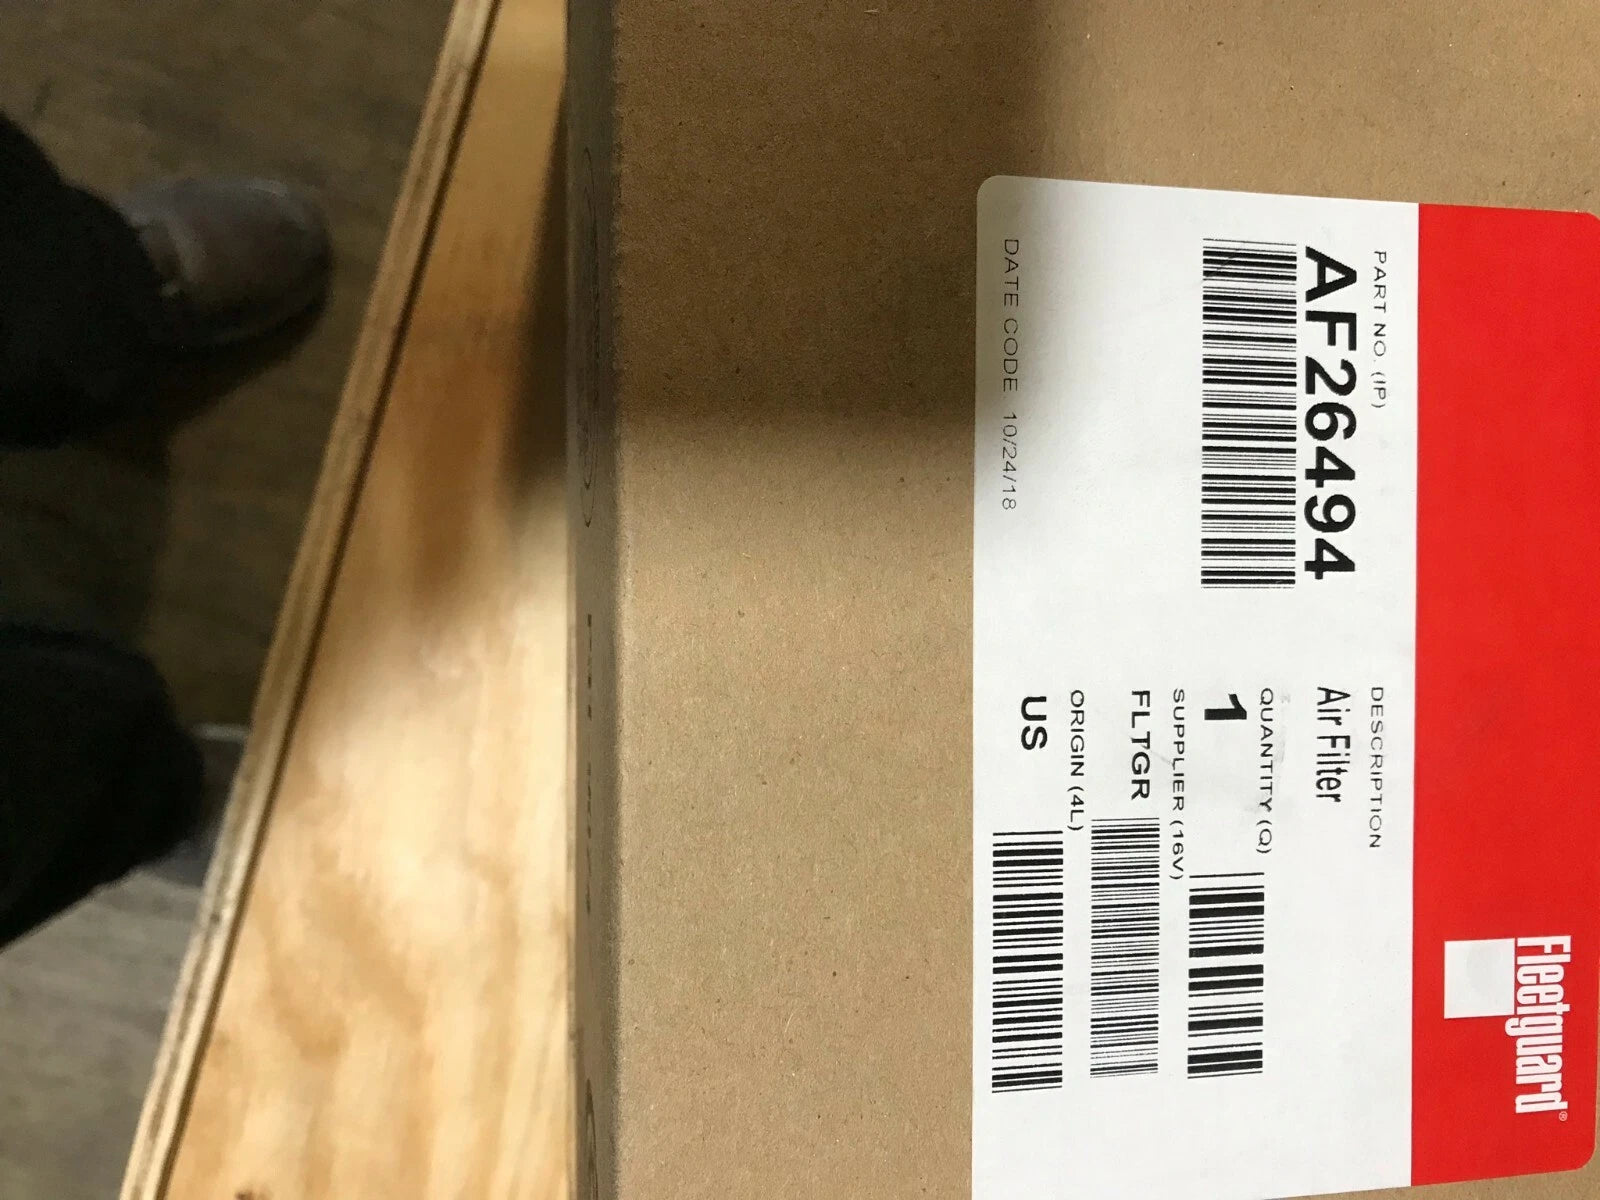 Fleetguard®
PART NO. (IP)
AF26494
DESCRIPTION
Air Filter
QUANTITY (Q)
1
SUPPLIER (16V)
FLTGR
ORIGIN (4L)
US
DATE CODE 10/24/18